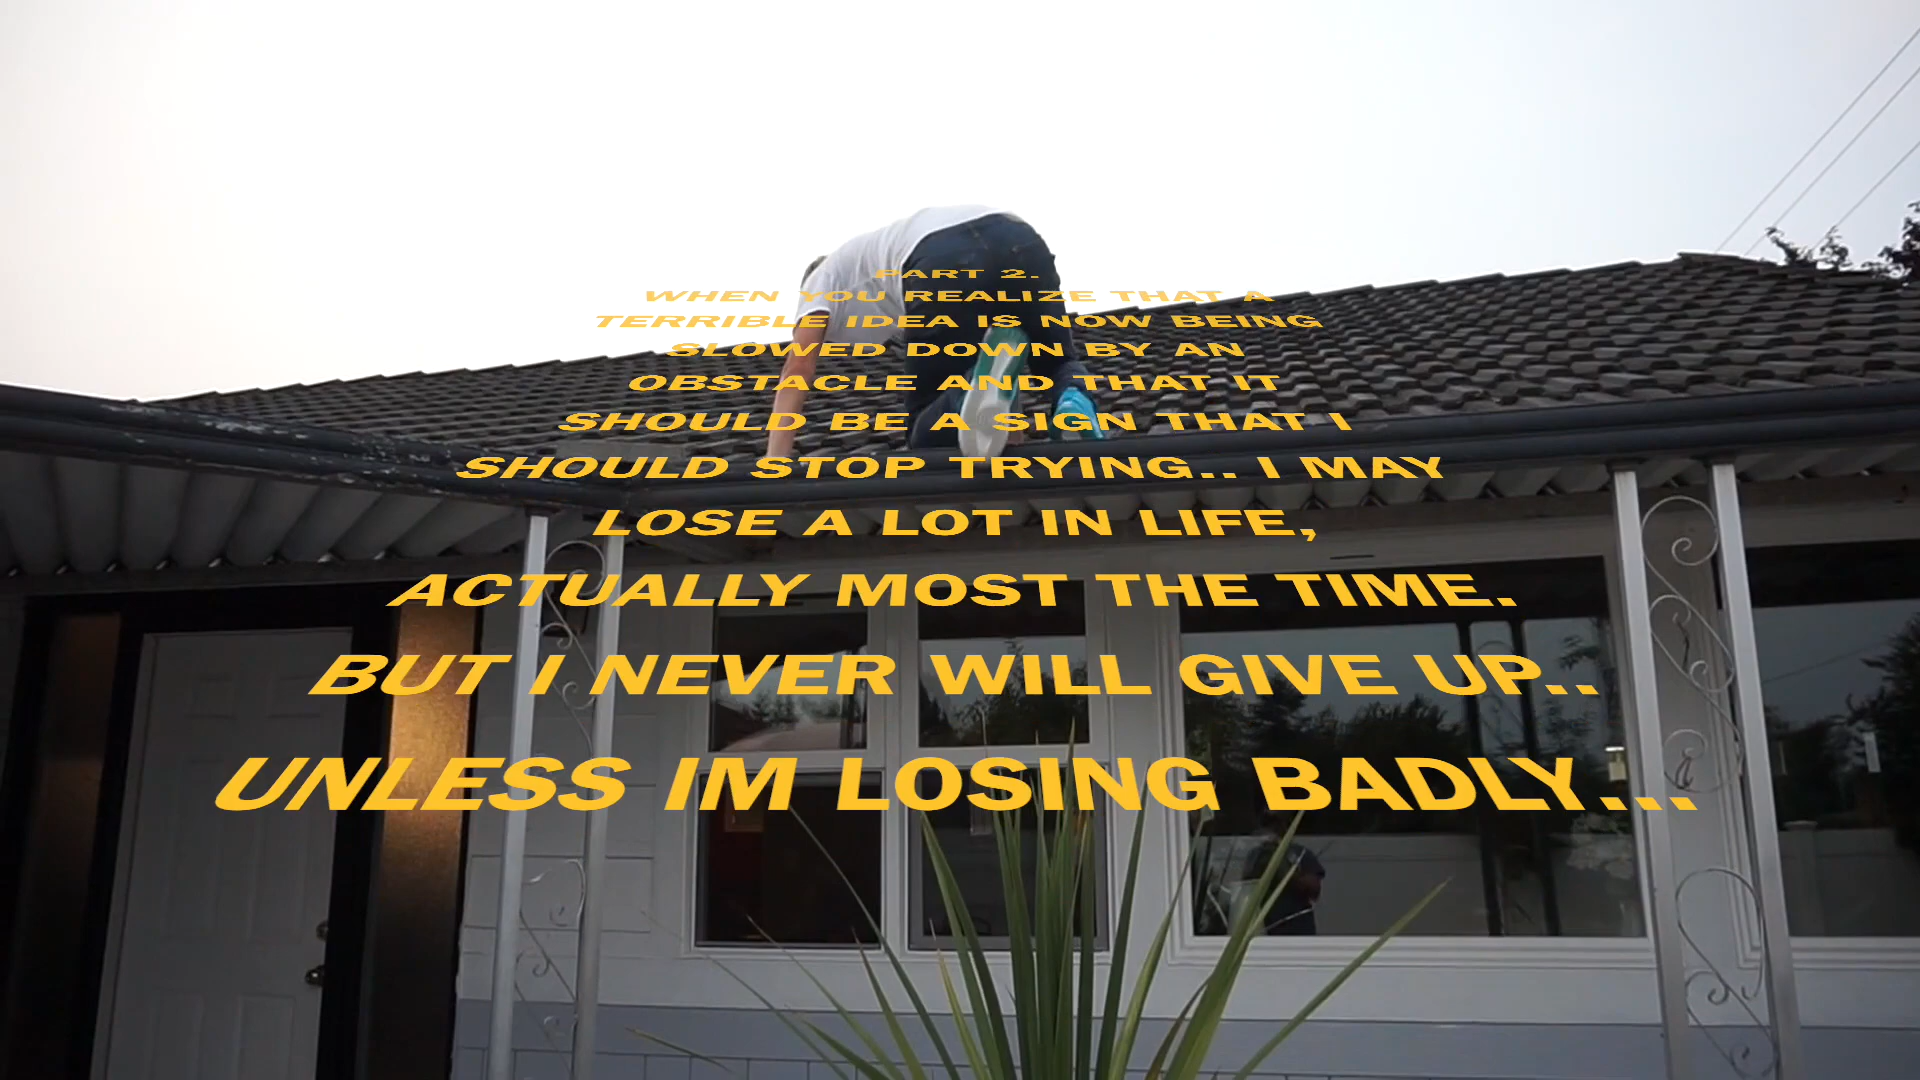 PART 2.
WHEN YOU REALIZE THAT A
TERRIBLE IDEA IS NOW BEING
SLOWED DOWN BY AN
OBSTACLE AND THAT IT
SHOULD BE A SIGN THAT I
SHOULD STOP TRYING.. I MAY
LOSE A LOT IN LIFE,
ACTUALLY MOST THE TIME.
BUT I NEVER WILL GIVE UP..
UNLESS IM LOSING BADLY...